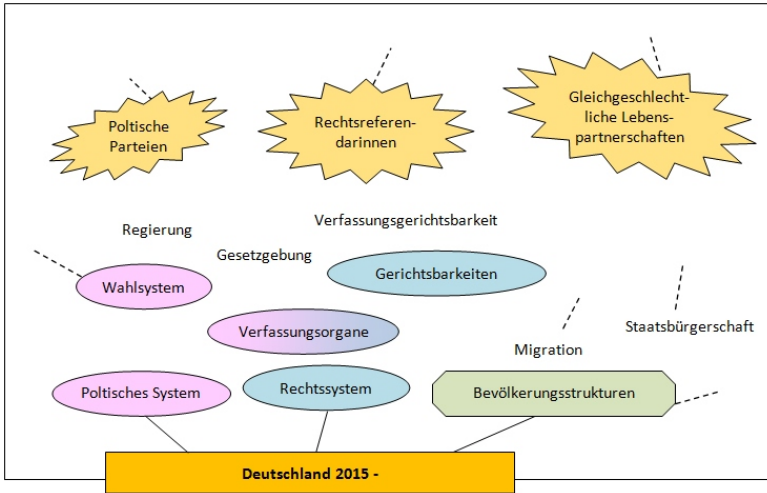 Poltische
Parteien
Rechtsreferen-
darinnen
Gleichgeschlecht-
tliche Lebens-
partnerschaften
Verfassungsgerichtsbarkeit
Regierung
Gesetzgebung
Gerichtsbarkeiten
Wahlsystem
Verfassungsorgane
Staatsbürgerschaft
Migration
Poltisches System
Rechtssystem
Bevölkerungsstrukturen
Deutschland 2015 -